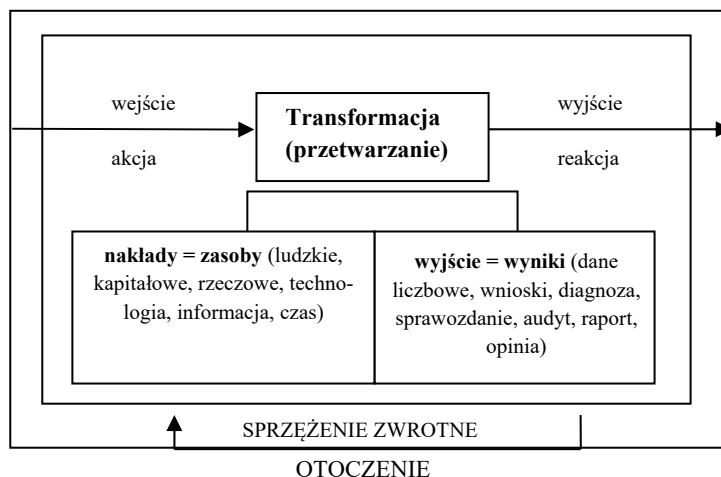 wejście
akcja
Transformacja
(przetwarzanie)
wyjście
reakcja
nakłady = zasoby (ludzkie,
kapitałowe, rzeczowe, techno-
logia, informacja, czas)
wyjście = wyniki (dane
liczbowe, wnioski, diagnoza,
sprawozdanie, audyt, raport,
opinia)
SPRZĘŻENIE ZWROTNE
OTOCZENIE